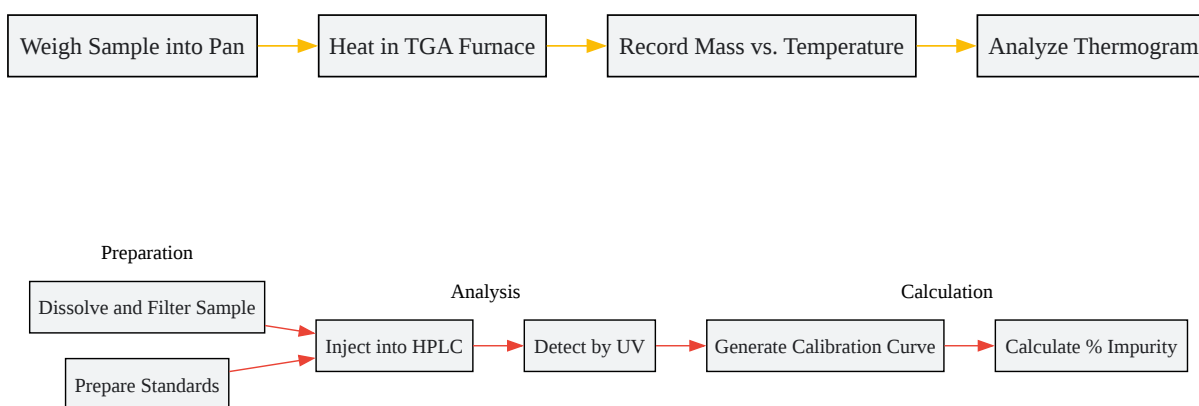 Weigh Sample into Pan
Heat in TGA Furnace
Record Mass vs. Temperature
Analyze Thermogram
Preparation
Dissolve and Filter Sample
Prepare Standards
Analysis
Inject into HPLC
Detect by UV
Calculation
Generate Calibration Curve
Calculate % Impurity